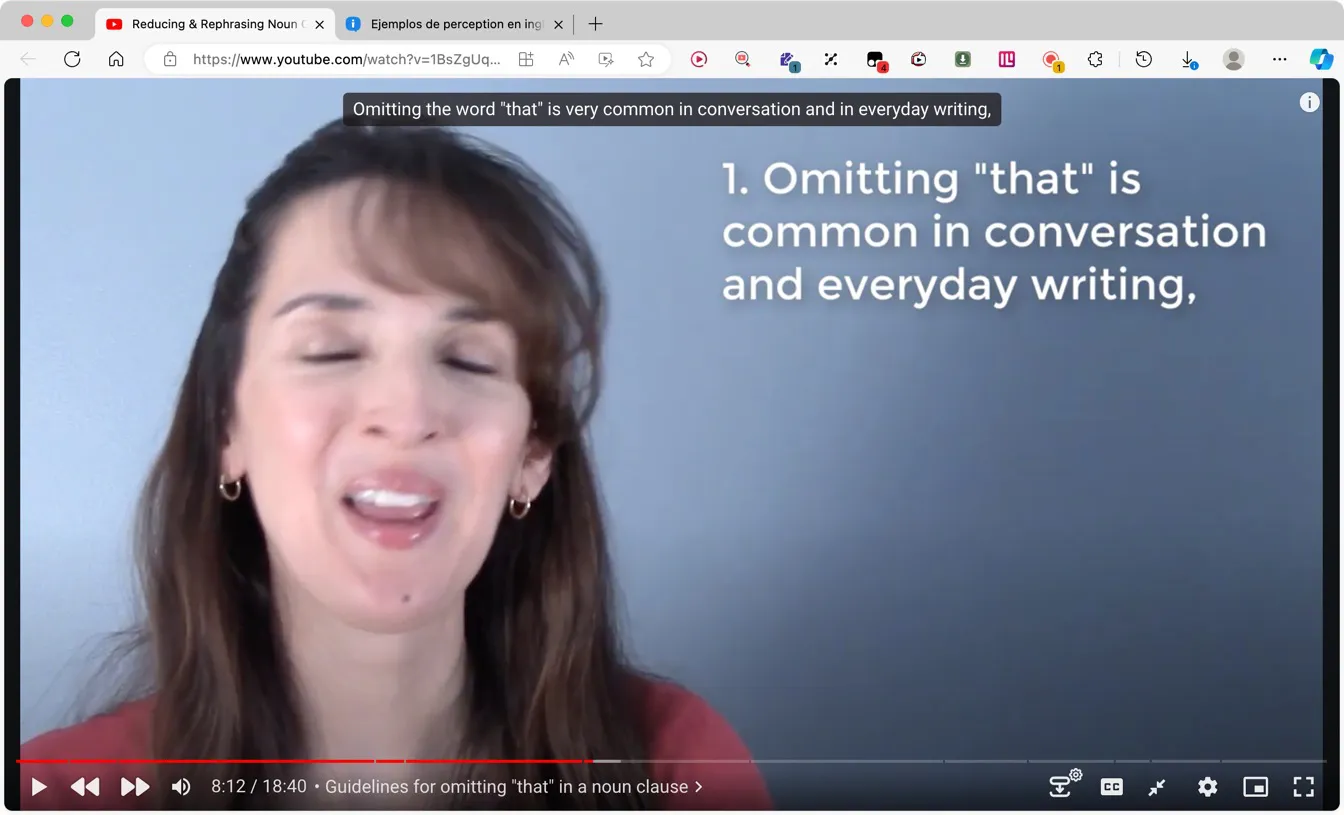 Reducing & Rephrasing Noun C
Ejemplos de perception en ing
https://www.youtube.com/watch?v=1BsZgUq...
1
4
1
Omitting the word "that" is very common in conversation and in everyday writing,
1. Omitting "that" is
common in conversation
and everyday writing,
8:12 / 18:40 • Guidelines for omitting "that" in a noun clause >
CC